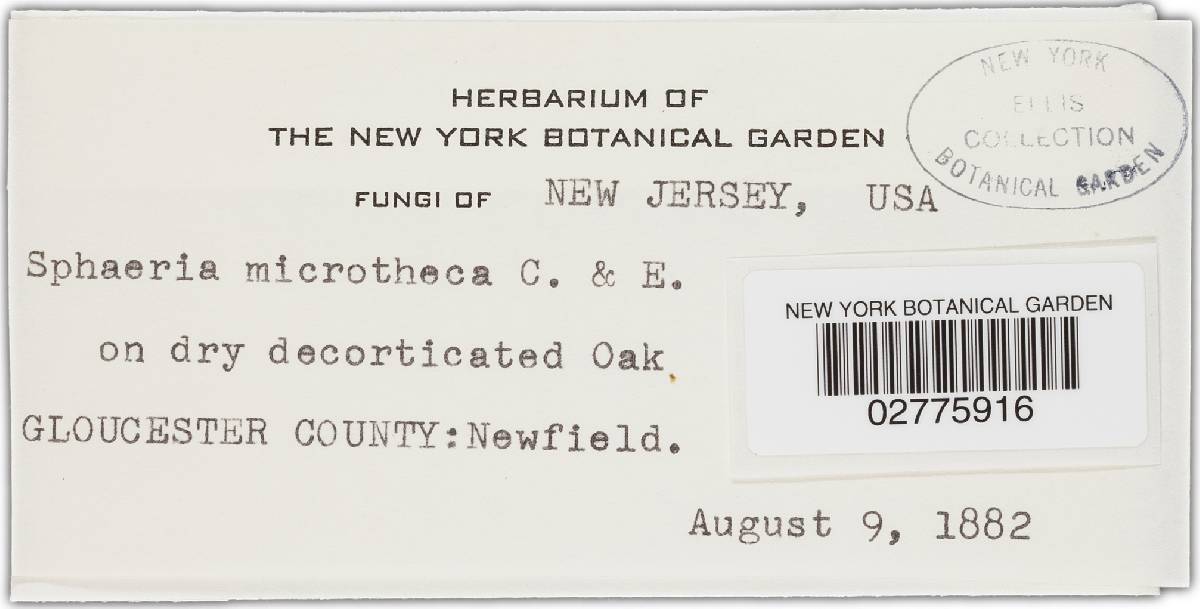 HERBARIUM OF
THE NEW YORK BOTANICAL GARDEN
FUNGI OF NEW JERSEY, USA
NEW YORK
ELLIS
COLLECTION
BOTANICAL GARDEN
Sphaeria microtheca C. & E.
on dry decorticated Oak
GLOUCESTER COUNTY:Newfield.
NEW YORK BOTANICAL GARDEN
02775916
August 9, 1882